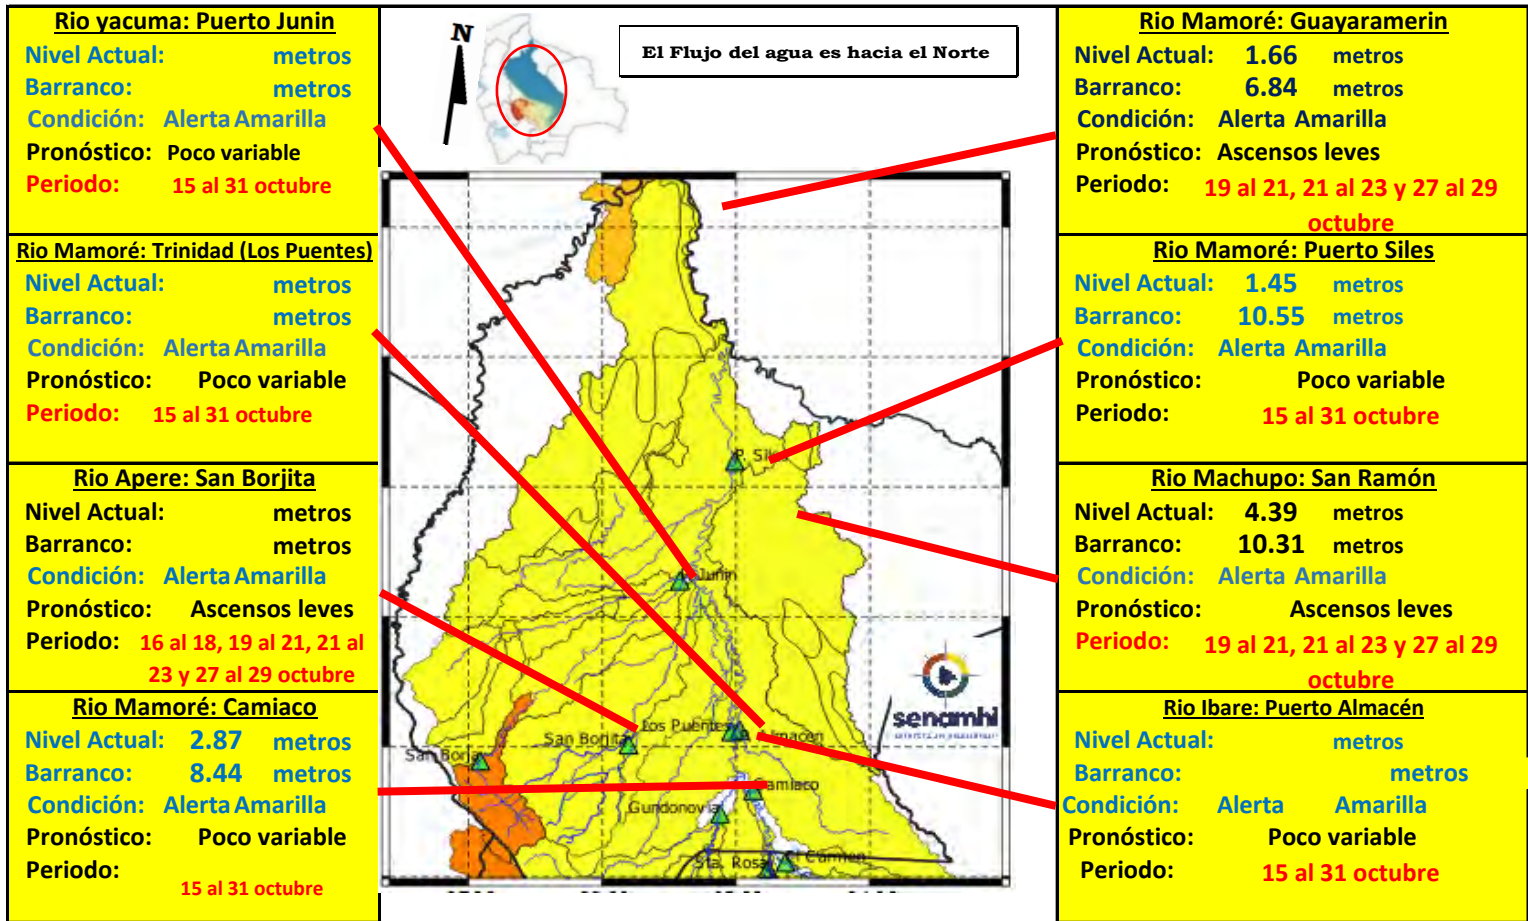 Rio yacuma: Puerto Junin
Nivel Actual: metros
Barranco: metros
Condición: Alerta Amarilla
Pronóstico: Poco variable
Periodo: 15 al 31 octubre
Rio Mamoré: Trinidad (Los Puentes)
Nivel Actual: metros
Barranco: metros
Condición: Alerta Amarilla
Pronóstico: Poco variable
Periodo: 15 al 31 octubre
Rio Apere: San Borjita
Nivel Actual: metros
Barranco: metros
Condición: Alerta Amarilla
Pronóstico: Ascensos leves
Periodo: 16 al 18, 19 al 21, 21 al
23 y 27 al 29 octubre
Rio Mamoré: Camiaco
Nivel Actual: 2.87 metros
Barranco: 8.44 metros
Condición: Alerta Amarilla
Pronóstico: Poco variable
Periodo:
15 al 31 octubre
N
El Flujo del agua es hacia el Norte
P. Siles
Junin
Los Puentes
San Borjita
P. Almacen
San Borja
Camiaco
Gundonovia
Sta. Rosa
El Carmen
senamhi
Rio Mamoré: Guayaramerin
Nivel Actual: 1.66 metros
Barranco: 6.84 metros
Condición: Alerta Amarilla
Pronóstico: Ascensos leves
Periodo: 19 al 21, 21 al 23 y 27 al 29
octubre
Rio Mamoré: Puerto Siles
Nivel Actual: 1.45 metros
Barranco: 10.55 metros
Condición: Alerta Amarilla
Pronóstico: Poco variable
Periodo: 15 al 31 octubre
Rio Machupo: San Ramón
Nivel Actual: 4.39 metros
Barranco: 10.31 metros
Condición: Alerta Amarilla
Pronóstico: Ascensos leves
Periodo: 19 al 21, 21 al 23 y 27 al 29
octubre
Rio Ibare: Puerto Almacén
Nivel Actual: metros
Barranco: metros
Condición: Alerta Amarilla
Pronóstico: Poco variable
Periodo: 15 al 31 octubre